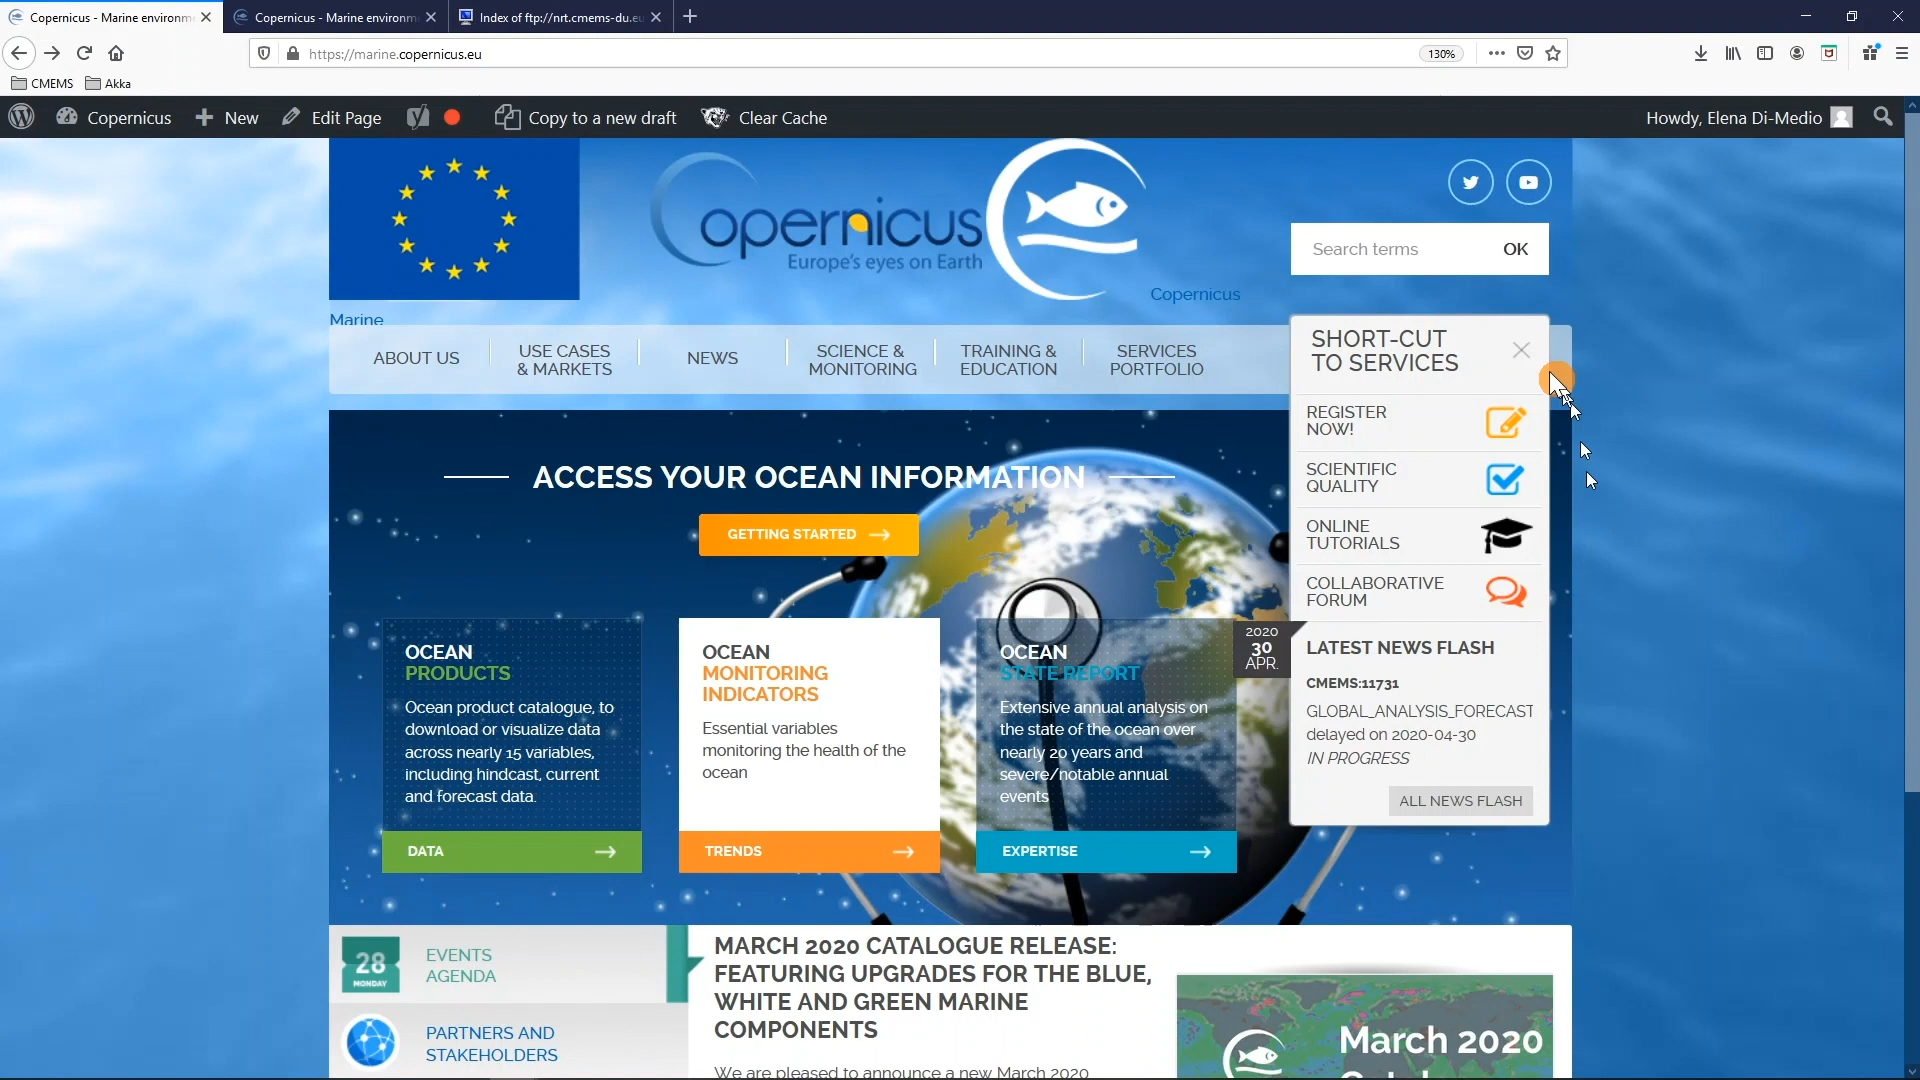 Copernicus - Marine environm
Copernicus - Marine environm
Index of ftp://nrt.cmems-du.eu
https://marine.copernicus.eu
130%
CMEMS
Akka
Copernicus
New
Edit Page
Copy to a new draft
Clear Cache
Howdy, Elena Di-Medio
opernicus
Europe's eyes on Earth
Search terms
OK
Copernicus
Marine
ABOUT US
USE CASES
& MARKETS
NEWS
SCIENCE &
MONITORING
TRAINING &
EDUCATION
SERVICES
PORTFOLIO
SHORT-CUT
TO SERVICES
REGISTER
NOW!
SCIENTIFIC
QUALITY
ONLINE
TUTORIALS
COLLABORATIVE
FORUM
2020
30
APR.
LATEST NEWS FLASH
CMEMS:11731
GLOBAL_ANALYSIS_FORECAST
delayed on 2020-04-30
IN PROGRESS
ALL NEWS FLASH
ACCESS YOUR OCEAN INFORMATION
GETTING STARTED
OCEAN
PRODUCTS
Ocean product catalogue, to
download or visualize data
across nearly 15 variables,
including hindcast, current
and forecast data.
DATA
OCEAN
MONITORING
INDICATORS
Essential variables
monitoring the health of the
ocean
TRENDS
OCEAN
STATE REPORT
Extensive annual analysis on
the state of the ocean over
nearly 20 years and
severe/notable annual
events
EXPERTISE
28
MONDAY
EVENTS
AGENDA
PARTNERS AND
STAKEHOLDERS
MARCH 2020 CATALOGUE RELEASE:
FEATURING UPGRADES FOR THE BLUE,
WHITE AND GREEN MARINE
COMPONENTS
We are pleased to announce a new March 2020
March 2020